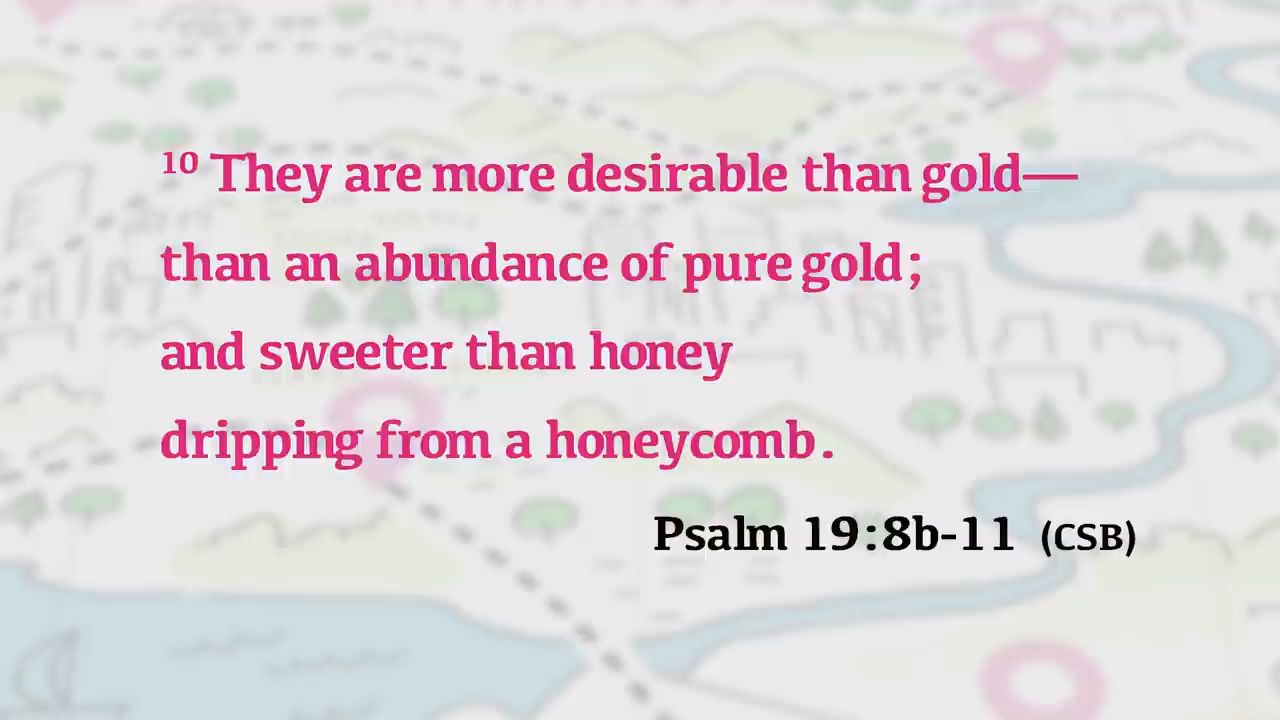 ¹⁰ They are more desirable than gold—
than an abundance of pure gold;
and sweeter than honey
dripping from a honeycomb.
Psalm 19:8b-11 (CSB)